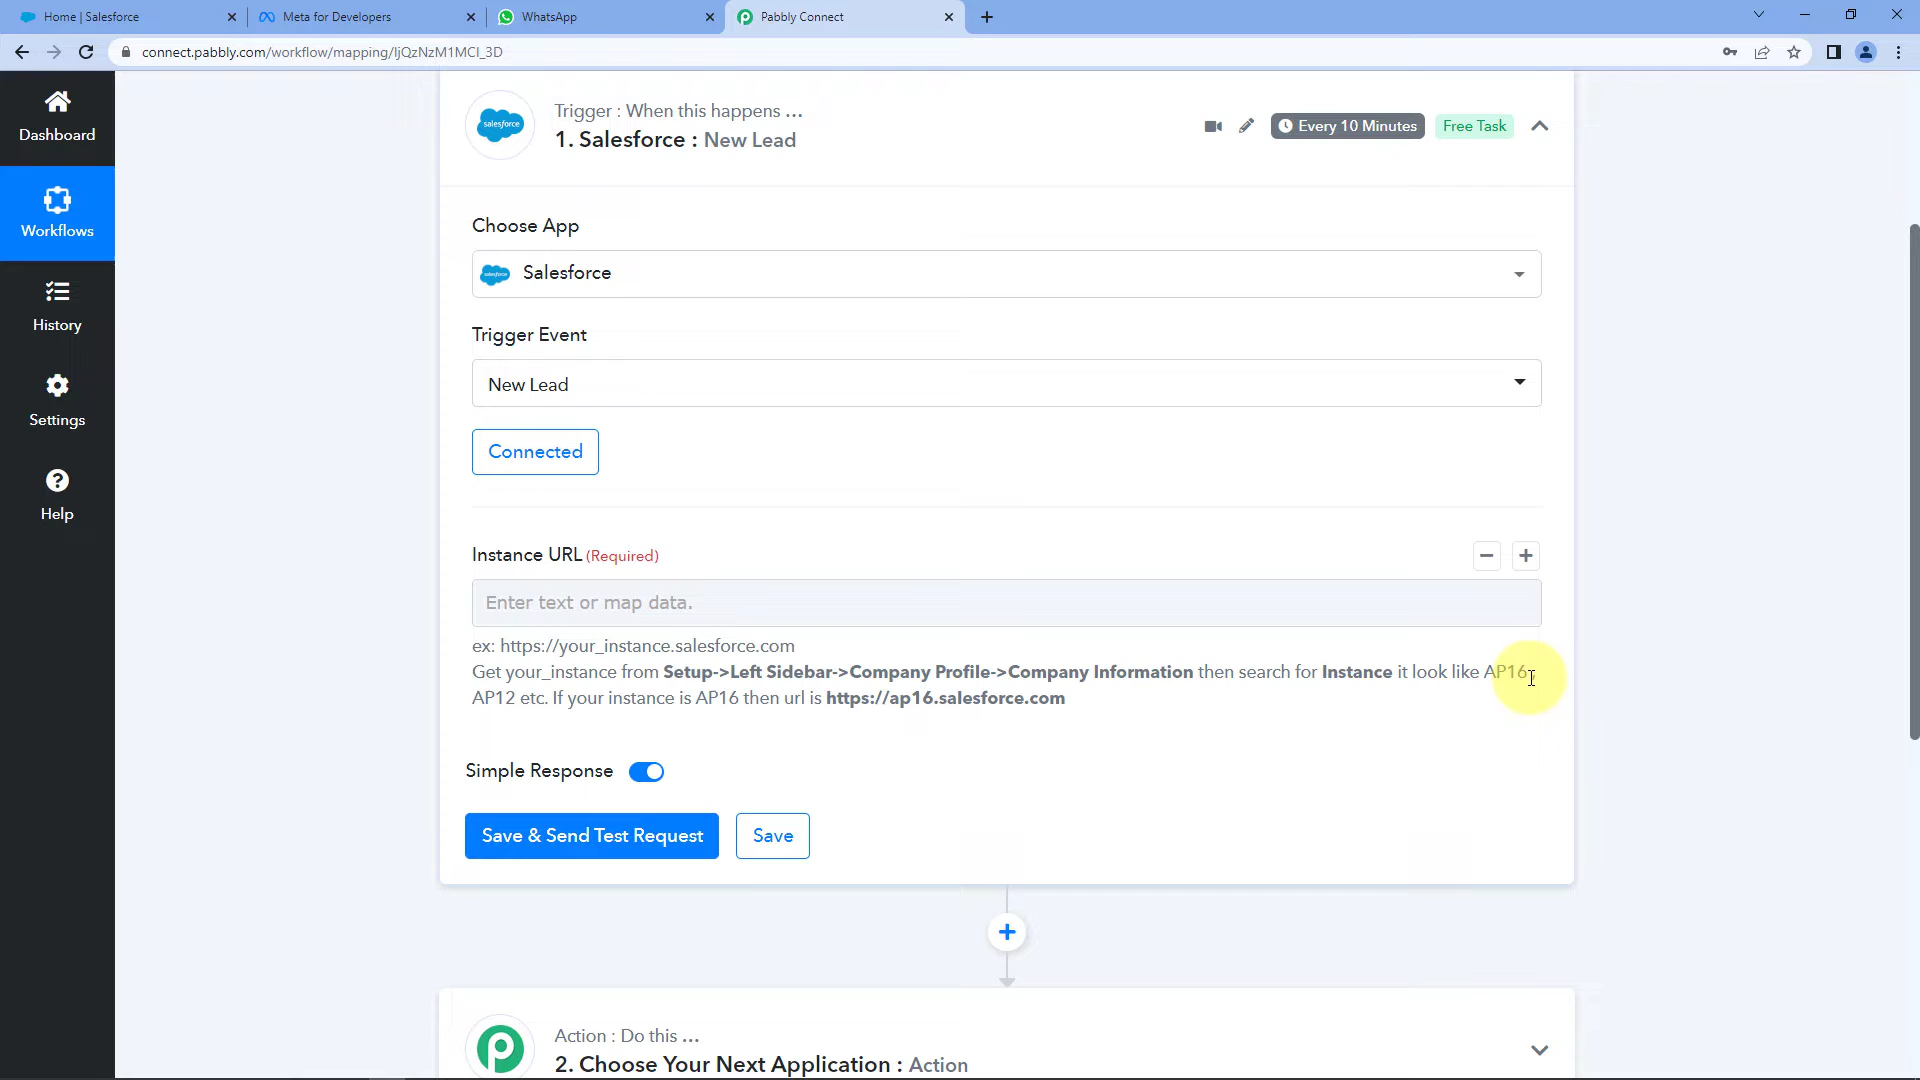 Home | Salesforce
Meta for Developers
WhatsApp
Pabbly Connect
connect.pabbly.com/workflow/mapping/IjQzNzM1MCI_3D
Dashboard
Workflows
History
Settings
Help
salesforce
Trigger : When this happens ...
1. Salesforce : New Lead
Every 10 Minutes
Free Task
Choose App
Salesforce
Trigger Event
New Lead
Connected
Instance URL (Required)
Enter text or map data.
ex: https://your_instance.salesforce.com
Get your_instance from Setup->Left Sidebar->Company Profile->Company Information then search for Instance it look like AP16,
AP12 etc. If your instance is AP16 then url is https://ap16.salesforce.com
Simple Response
Save & Send Test Request
Save
Action : Do this ...
2. Choose Your Next Application : Action